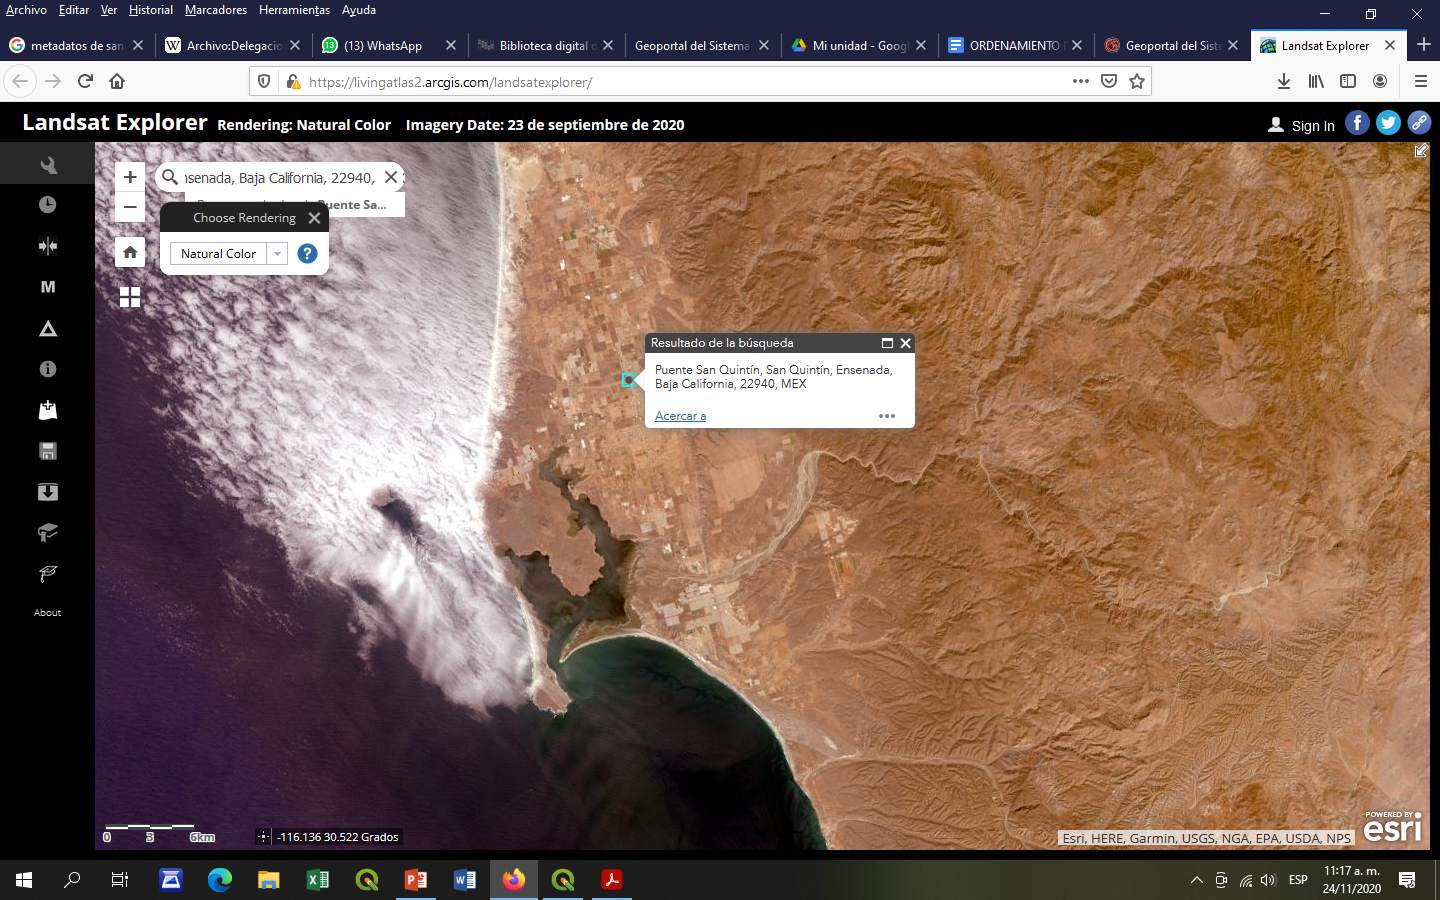 Archivo Editar Ver Historial Marcadores Herramientas Ayuda
metadatos de san
Archivo:Delegacio
(13) WhatsApp
Biblioteca digital d
Geoportal del Sistema
Mi unidad - Goog
ORDENAMIENTO
Geoportal del Siste
Landsat Explorer
https://livingatlas2.arcgis.com/landsatexplorer/
Landsat Explorer Rendering: Natural Color Imagery Date: 23 de septiembre de 2020
Sign In
nsenada, Baja California, 22940,
Puente Sa...
Choose Rendering
Natural Color
?
M
About
Resultado de la búsqueda
Puente San Quintín, San Quintín, Ensenada,
Baja California, 22940, MEX
Acercar a
0 3 6km
-116.136 30.522 Grados
Esri, HERE, Garmin, USGS, NGA, EPA, USDA, NPS
POWERED BY
esri
ESP
11:17 a. m.
24/11/2020